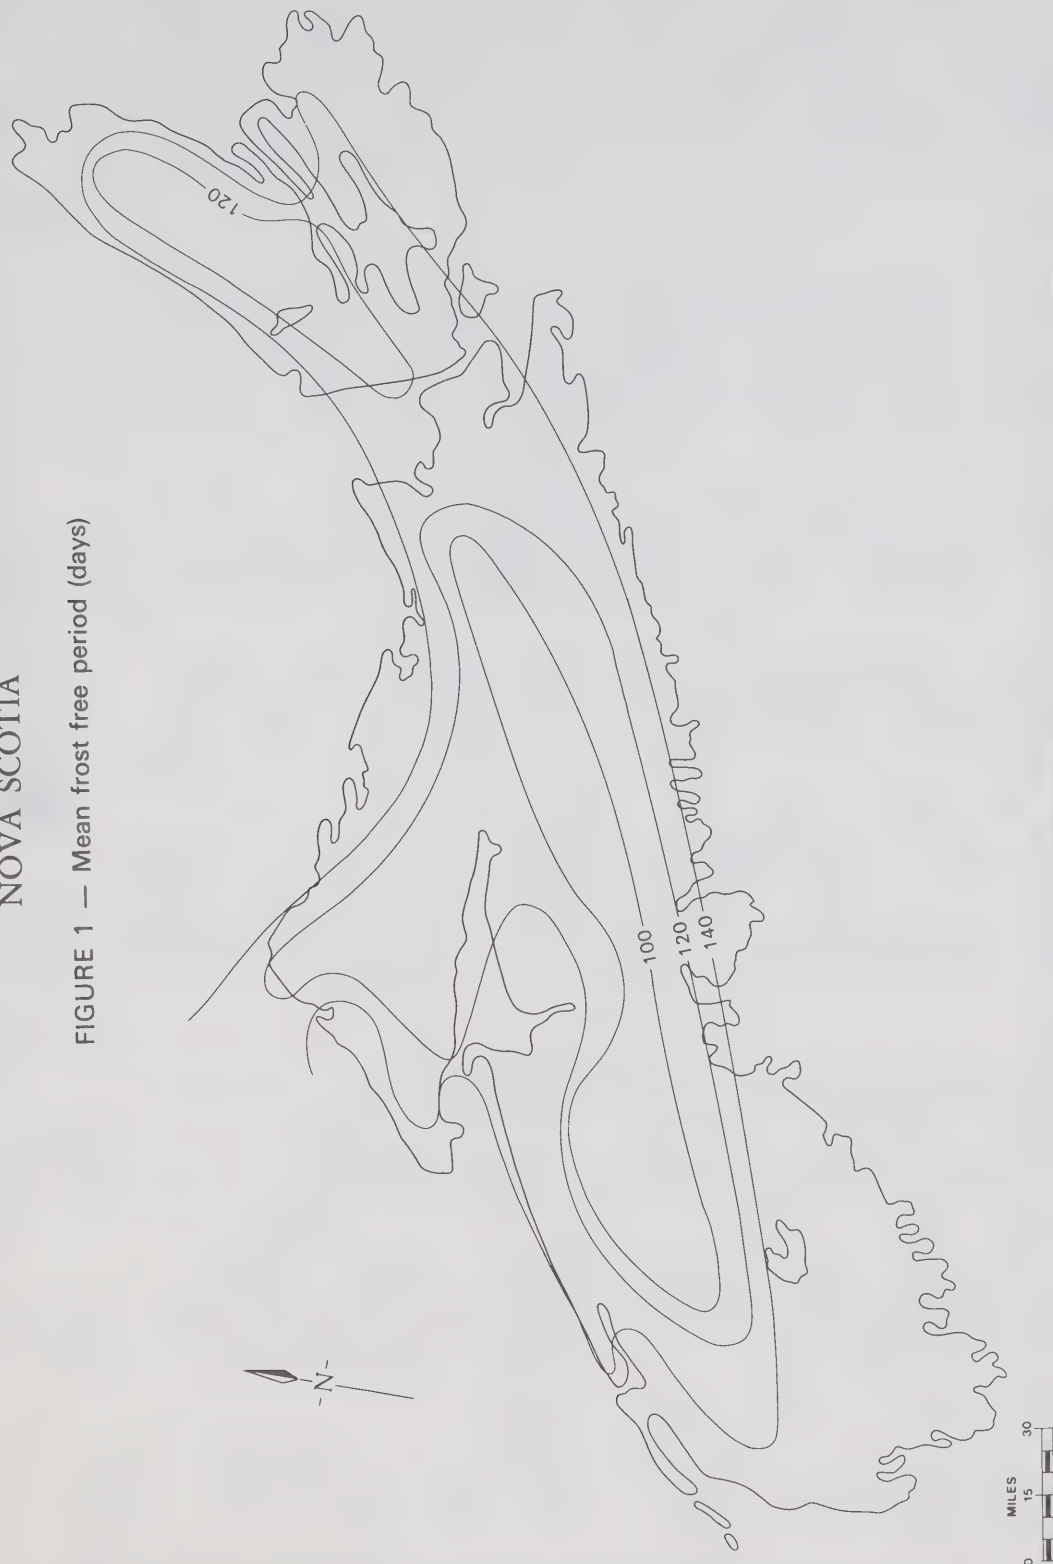 NOVA SCOTIA
FIGURE 1 — Mean frost free period (days)
120
100
120
140
-N-
MILES
0 15 30